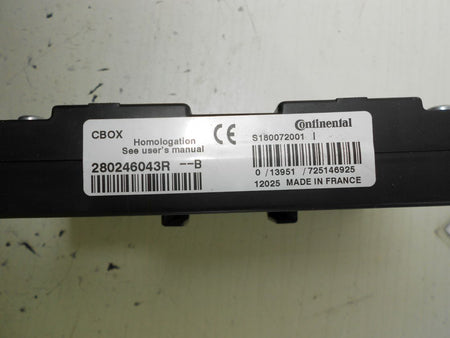 CBOX
Homologation
See user's manual
280246043R --B
CE
Continental
S180072001 I
0 /13951 /725146925
12025 MADE IN FRANCE